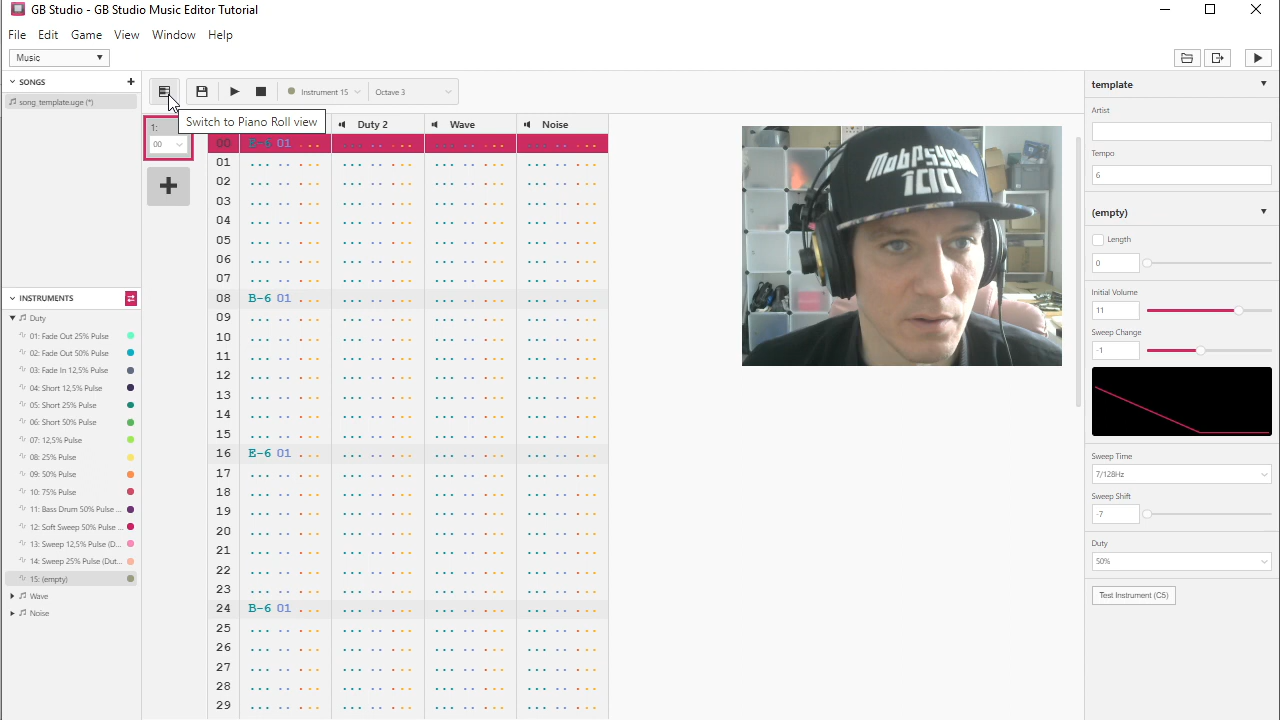 GB Studio - GB Studio Music Editor Tutorial
File Edit Game View Window Help
Music
SONGS
song_template.uge (*)
Instrument 15
Octave 3
Switch to Piano Roll view
1:
00
Duty 2
Wave
Noise
00 E-6 01
01
02
03
04
05
06
07
08 B-6 01
09
10
11
12
13
14
15
16 E-6 01
17
18
19
20
21
22
23
24 B-6 01
25
26
27
28
29
MobPsycho
100
INSTRUMENTS
Duty
01: Fade Out 25% Pulse
02: Fade Out 50% Pulse
03: Fade In 12,5% Pulse
04: Short 12,5% Pulse
05: Short 25% Pulse
06: Short 50% Pulse
07: 12,5% Pulse
08: 25% Pulse
09: 50% Pulse
10: 75% Pulse
11: Bass Drum 50% Pulse ...
12: Soft Sweep 50% Pulse ...
13: Sweep 12,5% Pulse (D...
14: Sweep 25% Pulse (Dut...
15: (empty)
Wave
Noise
template
Artist
Tempo
6
(empty)
Length
0
Initial Volume
11
Sweep Change
-1
Sweep Time
7/128Hz
Sweep Shift
-7
Duty
50%
Test Instrument (C5)